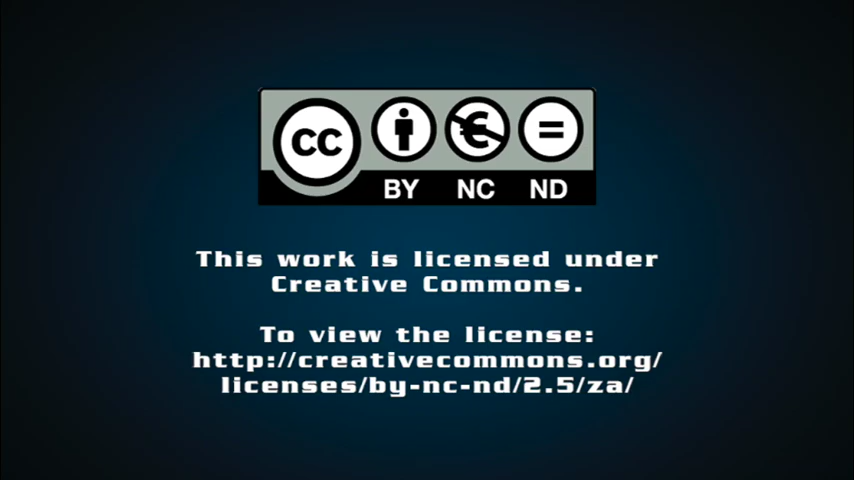 CC
BY NC ND
This work is licensed under
Creative Commons.
To view the license:
http://creativecommons.org/
licenses/by-nc-nd/2.5/za/